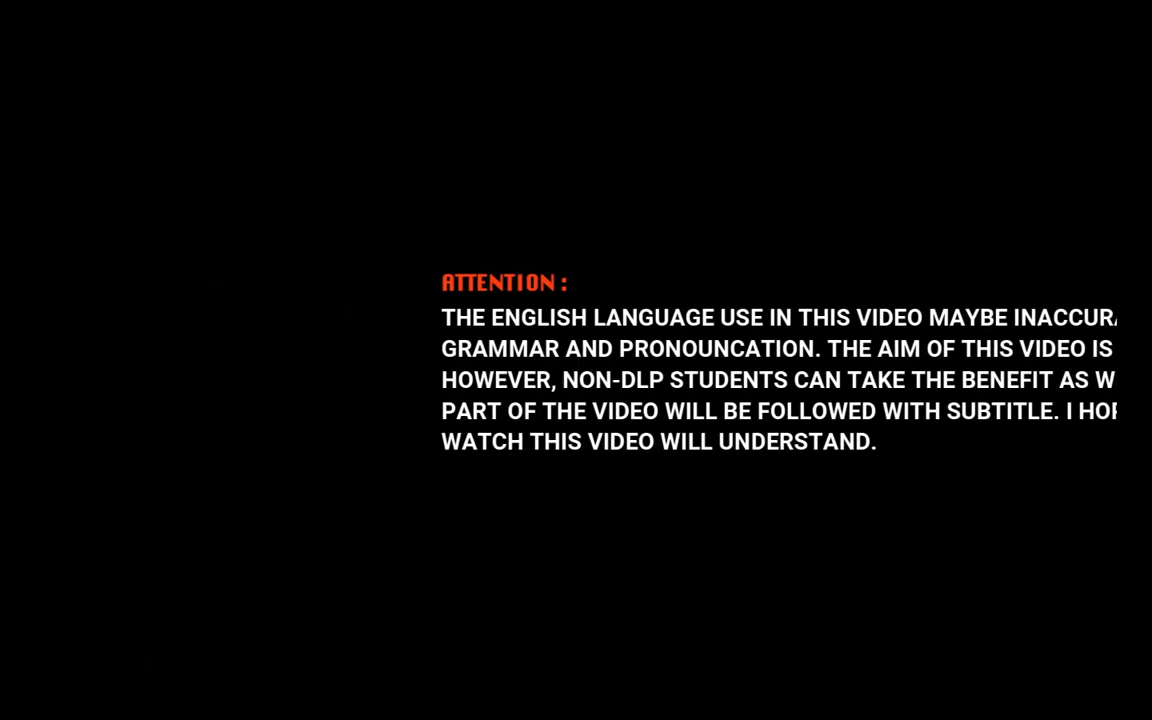 ATTENTION :
THE ENGLISH LANGUAGE USE IN THIS VIDEO MAYBE
GRAMMAR AND PRONOUNCATION. THE AIM OF THIS VIDEO IS
HOWEVER, NON-DLP STUDENTS CAN TAKE THE BENEFIT AS
PART OF THE VIDEO WILL BE FOLLOWED WITH SUBTITLE. I
WATCH THIS VIDEO WILL UNDERSTAND.